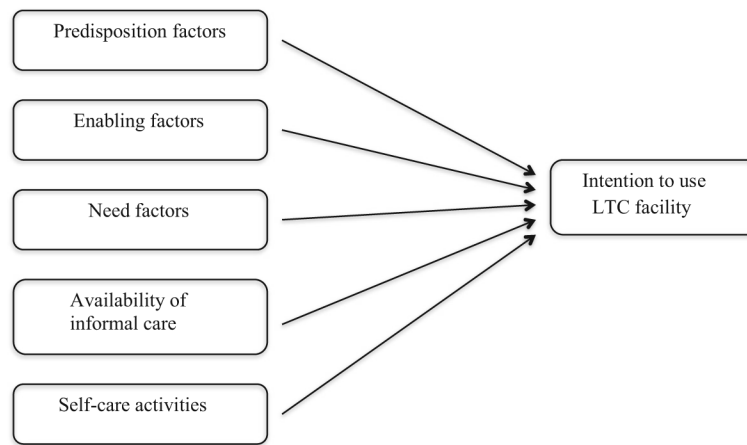 Predisposition factors
Enabling factors
Need factors
Availability of
informal care
Self-care activities
Intention to use
LTC facility